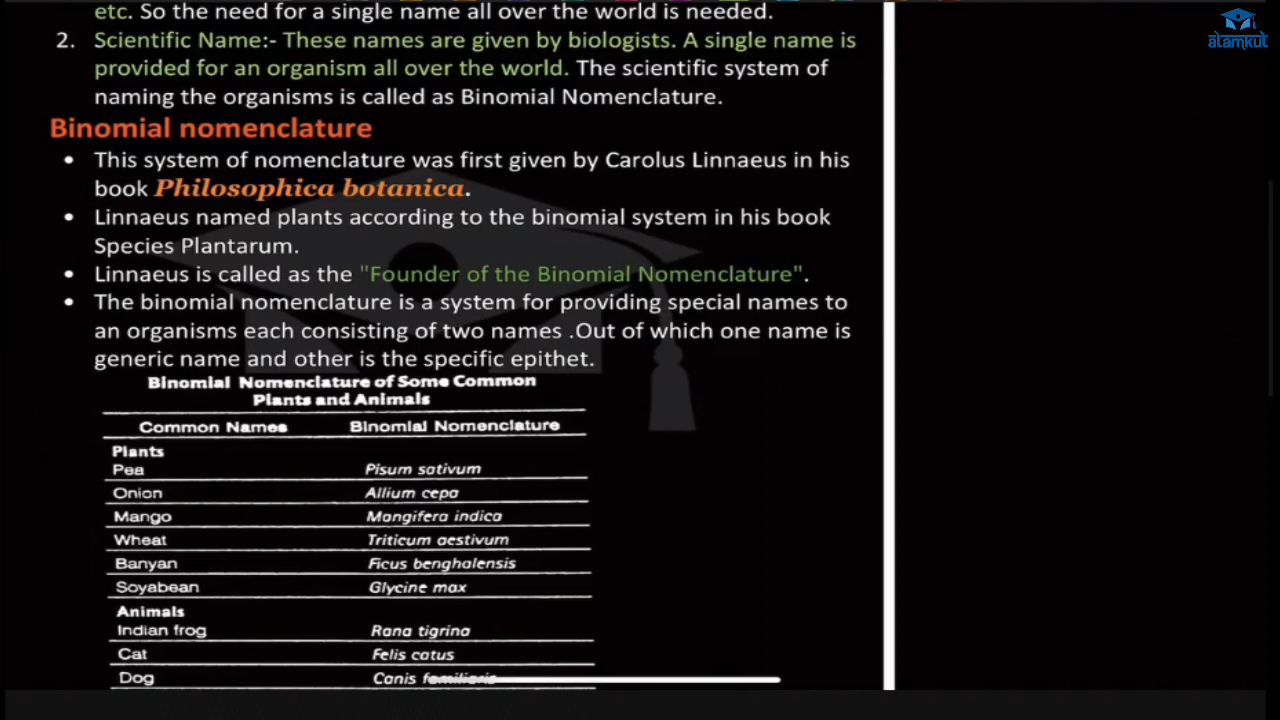 etc. So the need for a single name all over the world is needed.
alamkut
2. Scientific Name:- These names are given by biologists. A single name is
provided for an organism all over the world. The scientific system of
naming the organisms is called as Binomial Nomenclature.
Binomial nomenclature
• This system of nomenclature was first given by Carolus Linnaeus in his
book Philosophica botanica.
• Linnaeus named plants according to the binomial system in his book
Species Plantarum.
• Linnaeus is called as the "Founder of the Binomial Nomenclature".
• The binomial nomenclature is a system for providing special names to
an organisms each consisting of two names .Out of which one name is
generic name and other is the specific epithet.
Binomial Nomenclature of Some Common
Plants and Animals
Common Names Binomial Nomenclature
Plants
Pea Pisum sativum
Onion Allium cepa
Mango Mangifera indica
Wheat Triticum aestivum
Banyan Ficus benghalensis
Soyabean Glycine max
Animals
Indian frog Rana tigrina
Cat Felis catus
Dog Canis familiaris